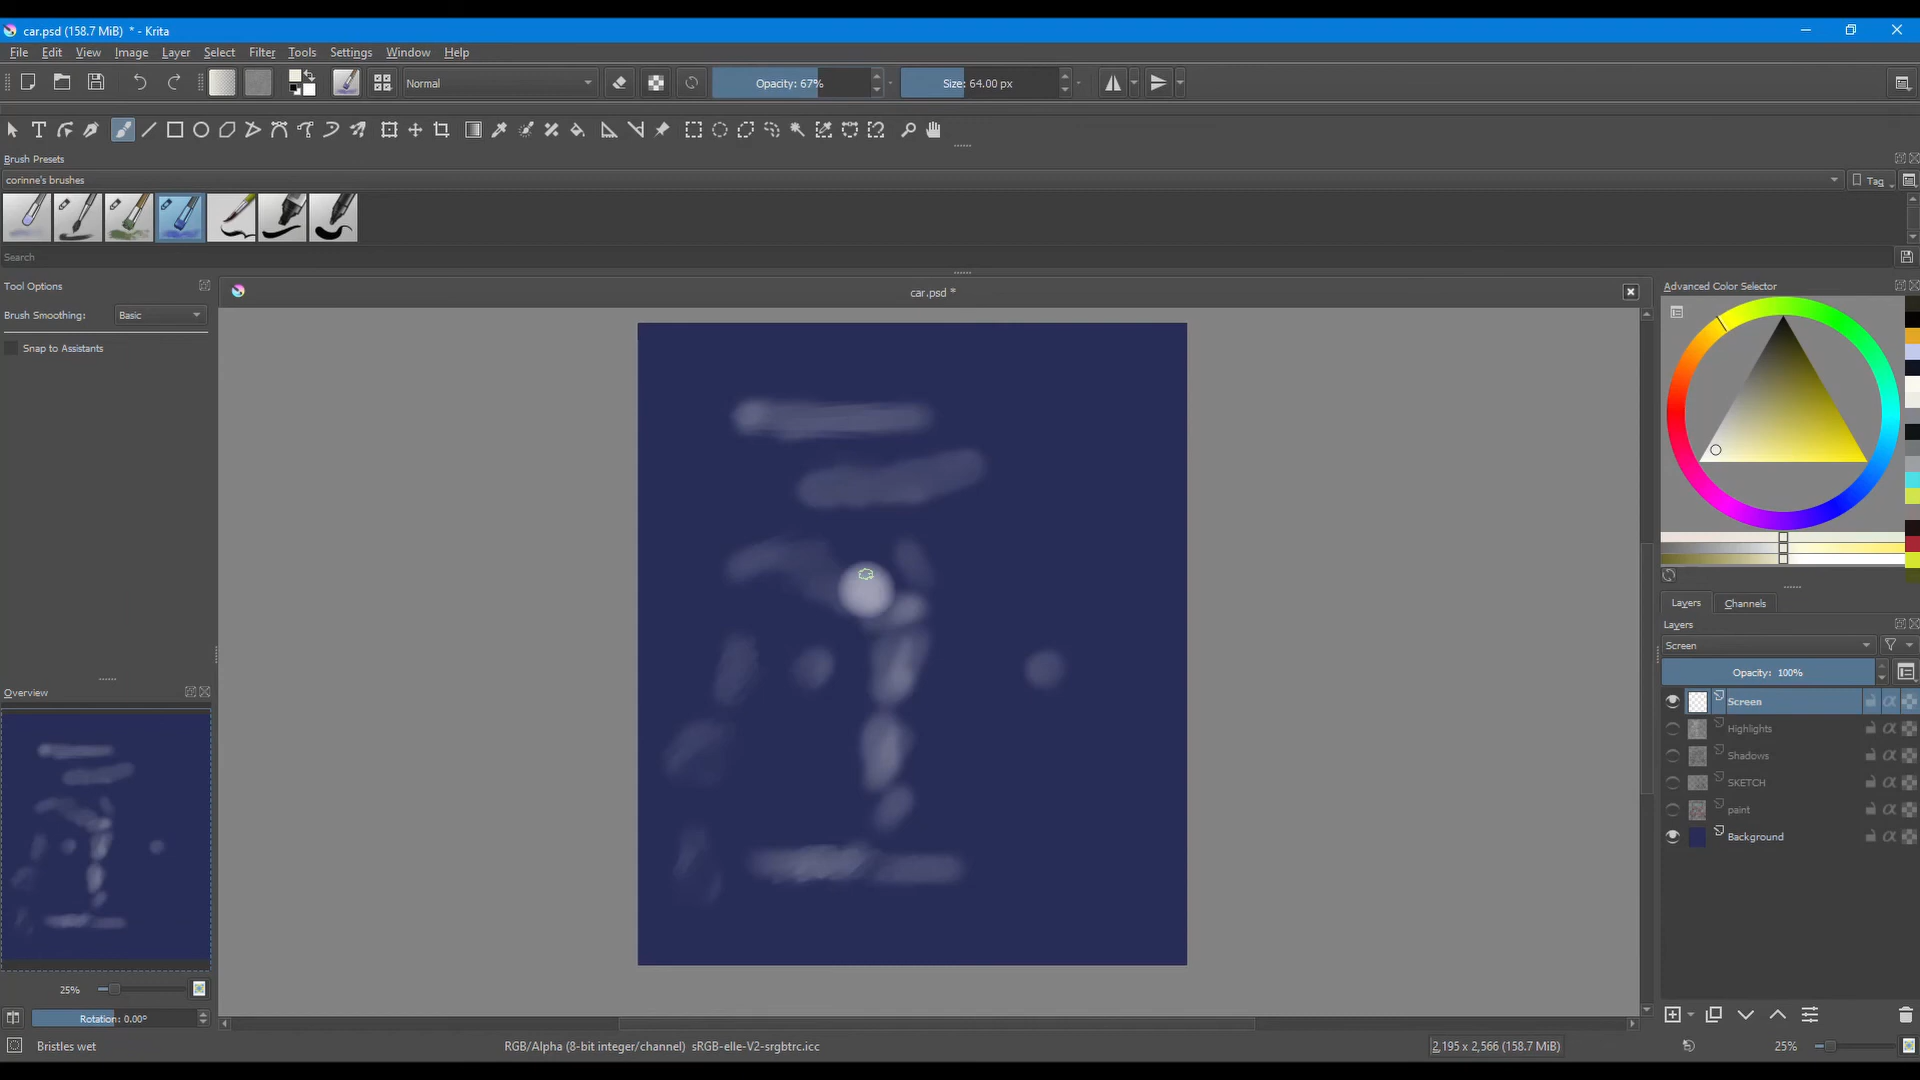 car.psd (158.7 MiB) * - Krita
File Edit View Image Layer Select Filter Tools Settings Window Help
Normal
Opacity: 67%
Size: 64.00 px
Brush Presets
corinne's brushes
Tag
Search
Tool Options
car.psd *
Advanced Color Selector
Brush Smoothing: Basic
Snap to Assistants
Layers Channels
Layers
Screen
Opacity: 100%
Screen
Highlights
Shadows
SKETCH
paint
Background
Overview
25%
Rotation: 0.00°
Bristles wet
RGB/Alpha (8-bit integer/channel) sRGB-elle-V2-srgbtrc.icc
2,195 x 2,566 (158.7 MiB)
25%